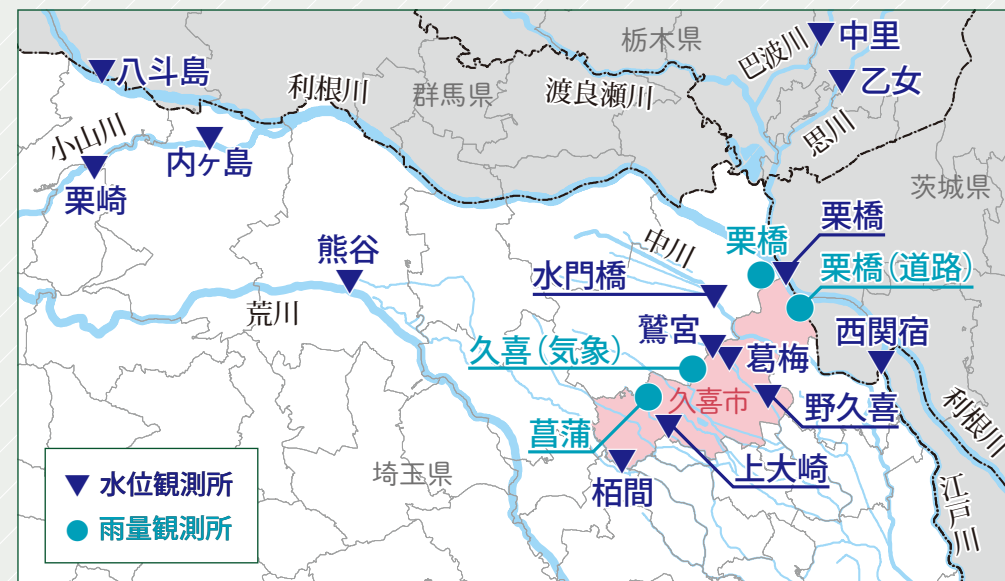 栃木県
巴波川
中里
八斗島
利根川
群馬県
渡良瀬川
乙女
思川
小山川
内ヶ島
栗崎
茨城県
熊谷
中川
栗橋
栗橋
水門橋
栗橋(道路)
荒川
鷲宮
西関宿
久喜(気象)
葛梅
久喜市
野久喜
利根川
菖蒲
上大崎
埼玉県
栢間
江戸川
水位観測所
雨量観測所